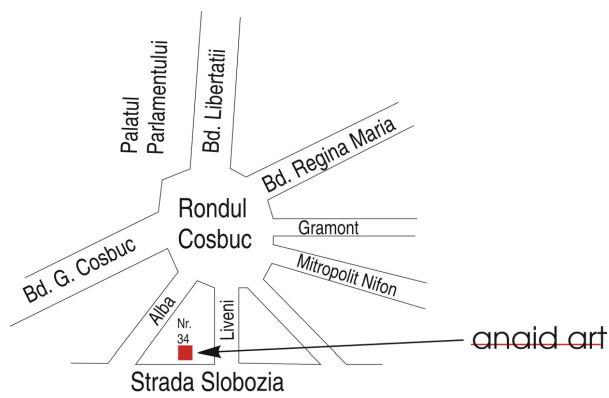 Palatul
Parlamentului
Bd. Libertatii
Bd. Regina Maria
Rondul
Cosbuc
Gramont
Mitropolit Nifon
Bd. G. Cosbuc
Alba
Nr.
34
Liveni
anaid art
Strada Slobozia